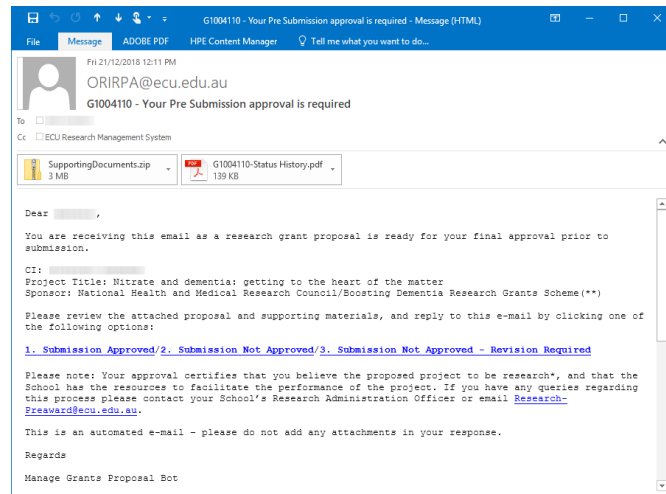 G1004110 - Your Pre Submission approval is required - Message (HTML)
File Message ADOBE PDF HPE Content Manager Tell me what you want to do...
Fri 21/12/2018 12:11 PM
ORIRPA@ecu.edu.au
G1004110 - Your Pre Submission approval is required
To
Cc ECU Research Management System
SupportingDocuments.zip
3 MB
G1004110-Status History.pdf
139 KB
Dear ,
You are receiving this email as a research grant proposal is ready for your final approval prior to
submission.
CI:
Project Title: Nitrate and dementia: getting to the heart of the matter
Sponsor: National Health and Medical Research Council/Boosting Dementia Research Grants Scheme(**)
Please review the attached proposal and supporting materials, and reply to this e-mail by clicking one of
the following options:
1. Submission Approved/2. Submission Not Approved/3. Submission Not Approved - Revision Required
Please note: Your approval certifies that you believe the proposed project to be research*, and that the
School has the resources to facilitate the performance of the project. If you have any queries regarding
this process please contact your School's Research Administration Officer or email Research-
Preaward@ecu.edu.au.
This is an automated e-mail - please do not add any attachments in your response.
Regards
Manage Grants Proposal Bot